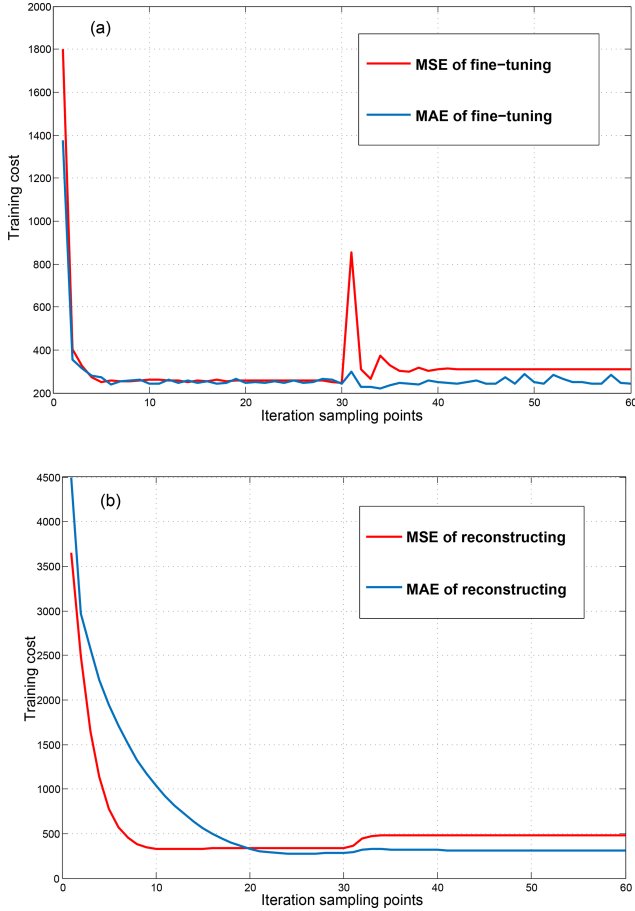 (a)
2000
1800
1600
1400
1200
1000
800
600
400
200
Training cost
MSE of fine-tuning
MAE of fine-tuning
0 10 20 30 40 50 60
Iteration sampling points
(b)
4500
4000
3500
3000
2500
2000
1500
1000
500
0
Training cost
MSE of reconstructing
MAE of reconstructing
0 10 20 30 40 50 60
Iteration sampling points